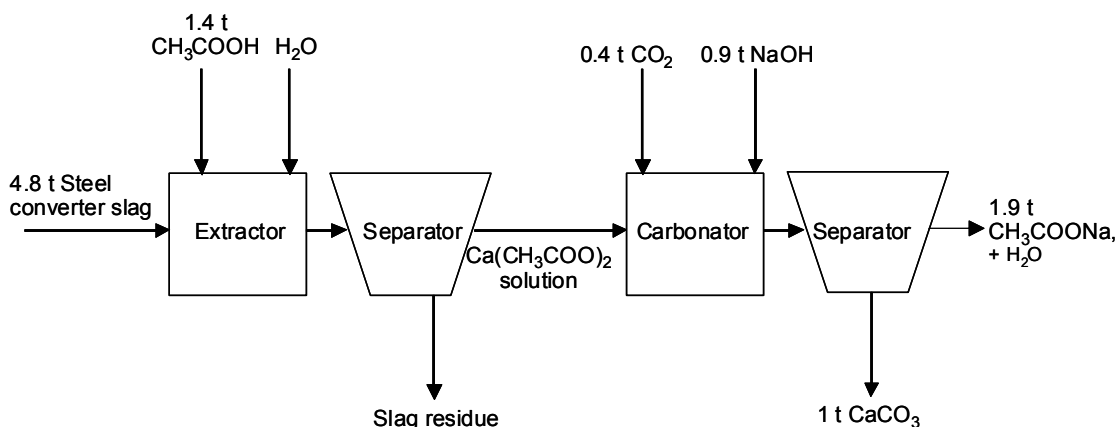 1.4 t
CH₃COOH H₂O
0.4 t CO₂ 0.9 t NaOH
4.8 t Steel
converter slag
Extractor
Separator
Ca(CH₃COO)₂
solution
Carbonator
Separator
1.9 t
CH₃COONa,
+ H₂O
Slag residue
1 t CaCO₃